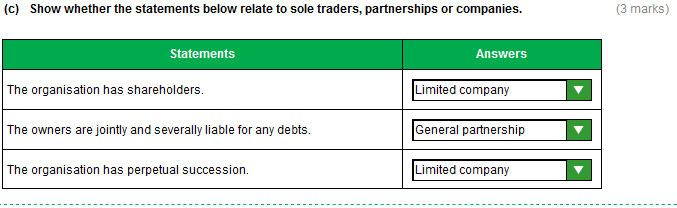 (c) Show whether the statements below relate to sole traders, partnerships or companies. (3 marks)
Statements Answers
The organisation has shareholders. Limited company
The owners are jointly and severally liable for any debts. General partnership
The organisation has perpetual succession. Limited company